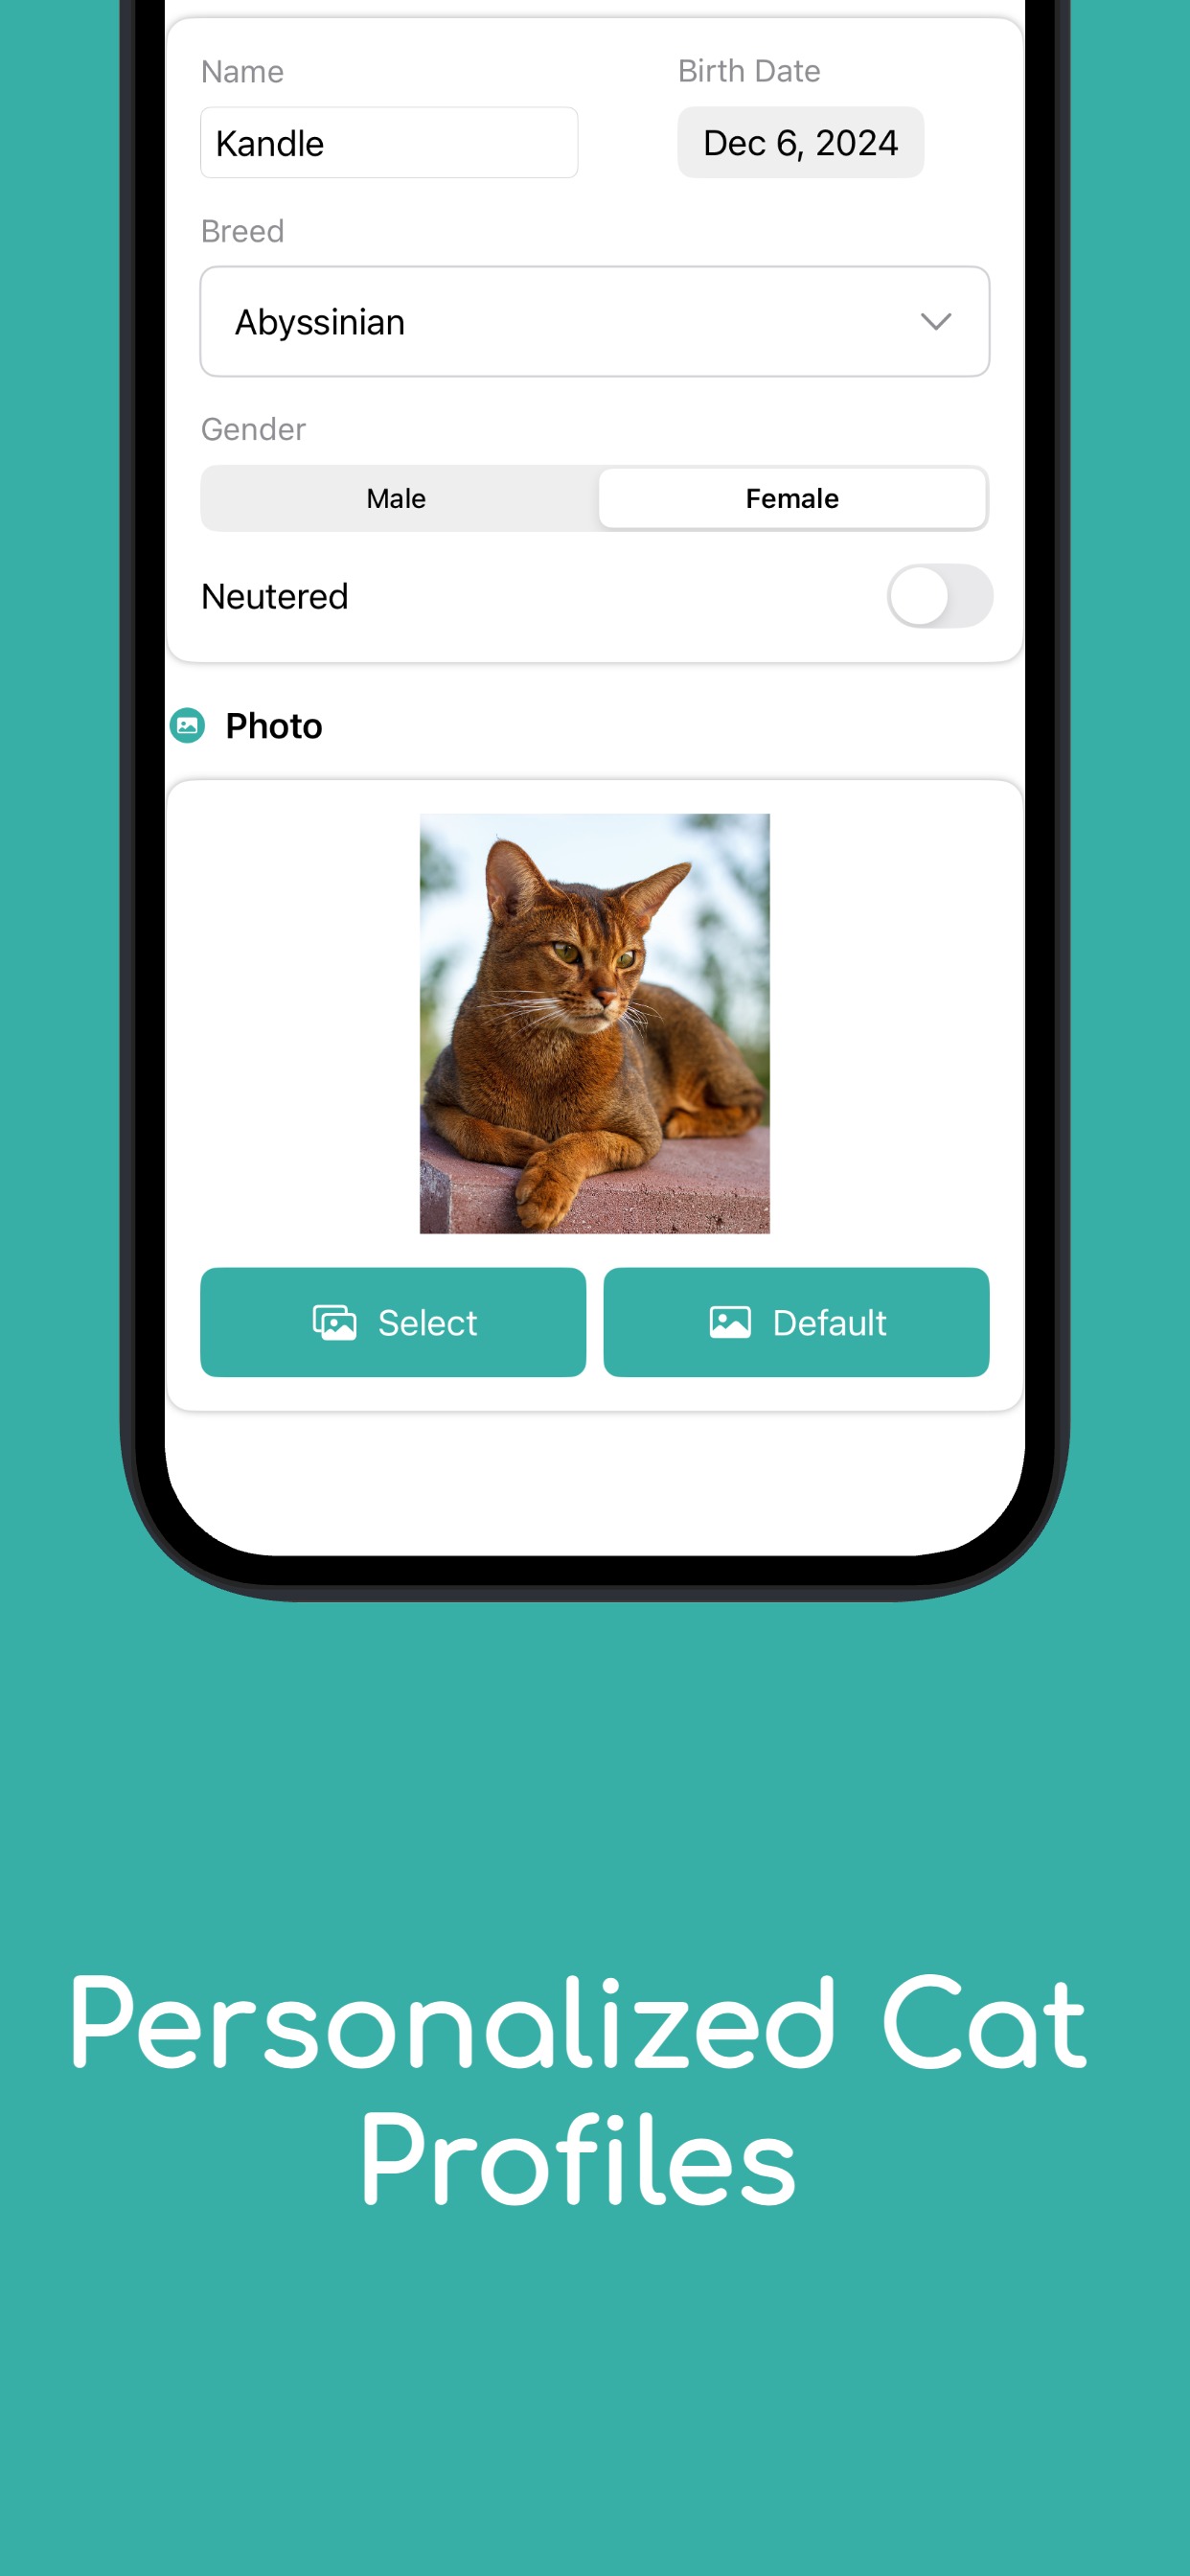 Name Birth Date
Kandle Dec 6, 2024
Breed
Abyssinian
Gender
Male Female
Neutered
Photo
Select Default
Personalized Cat
Profiles